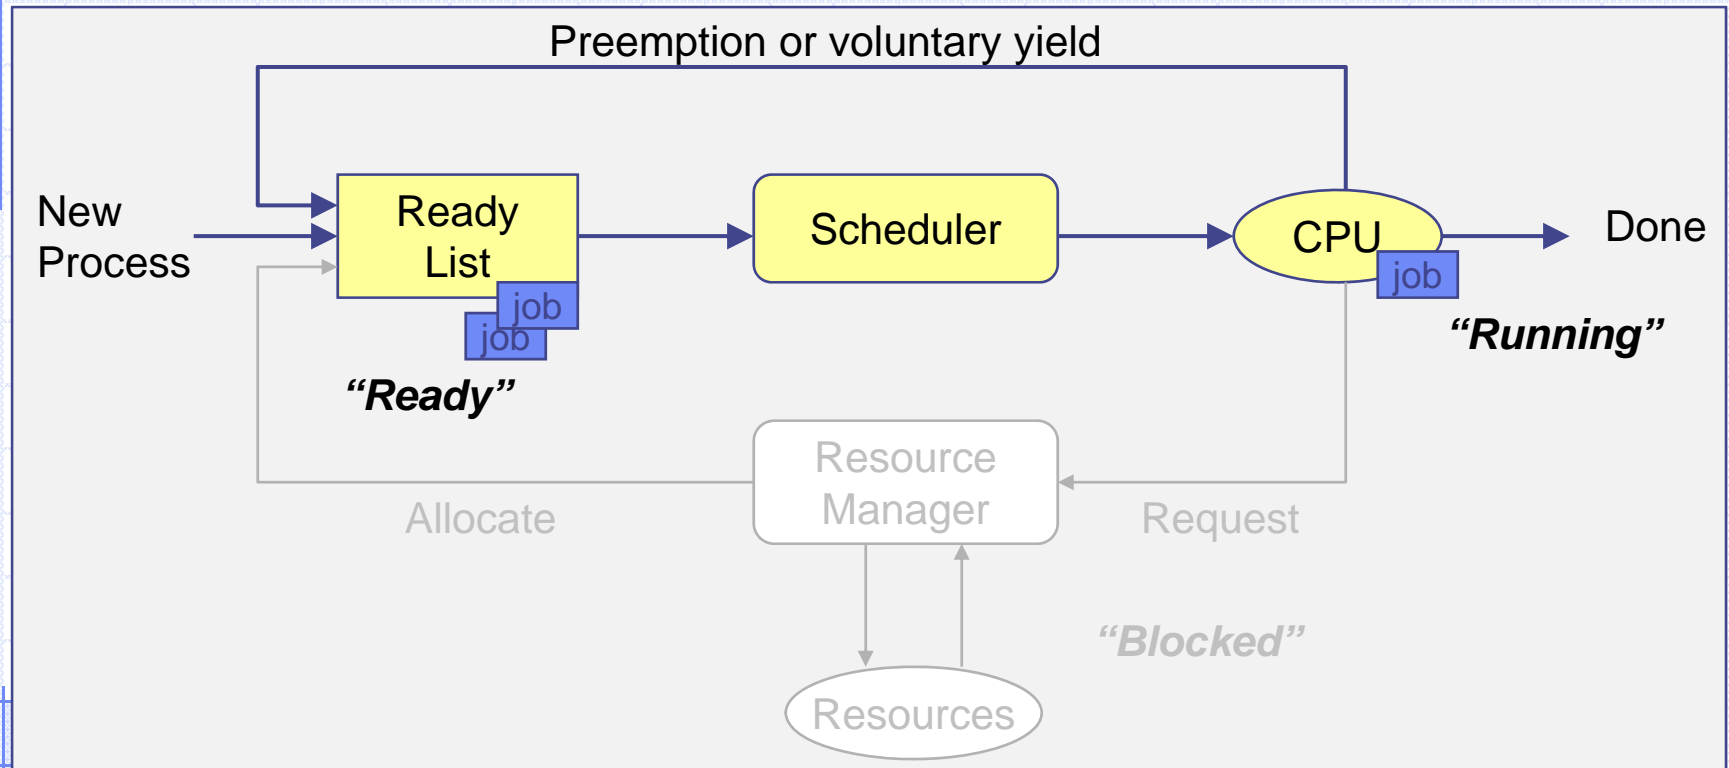 Preemption or voluntary yield
New
Process
Ready
List
Scheduler
CPU
Done
job
job
job
“Running”
“Ready”
Resource
Manager
Allocate
Request
“Blocked”
Resources